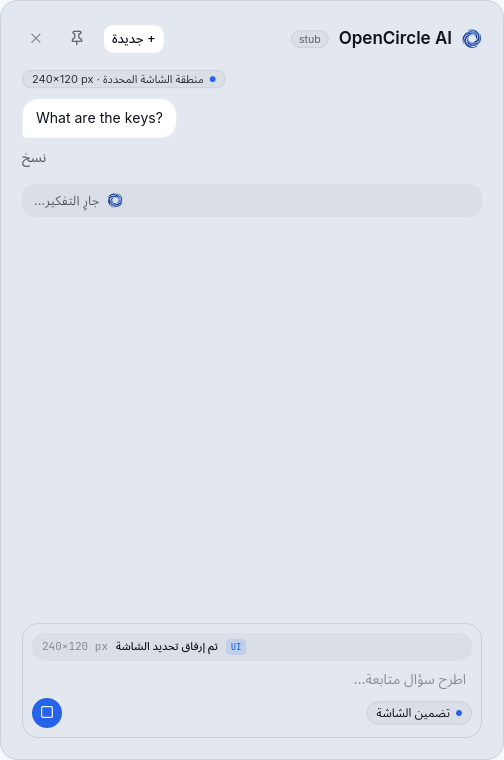 OpenCircle AI
stub
+ جديدة
منطقة الشاشة المحددة · 240×120 px
What are the keys?
نسخ
جارٍ التفكير...
UI تم إرفاق تحديد الشاشة 240×120 px
اطرح سؤال متابعة...
تضمين الشاشة